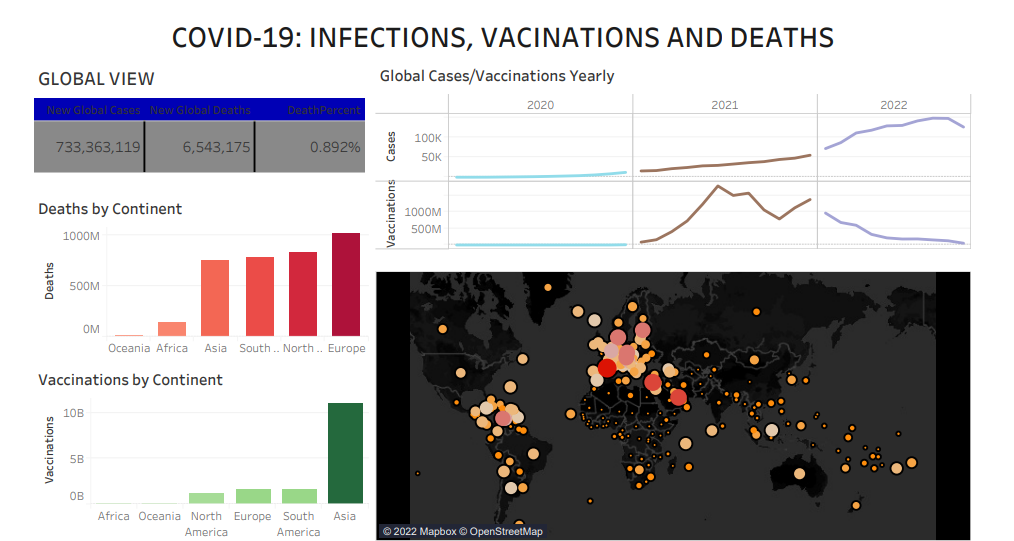 COVID-19: INFECTIONS, VACINATIONS AND DEATHS
GLOBAL VIEW
New Global Cases New Global Deaths DeathPercent
733,363,119 6,543,175 0.892%
Global Cases/Vaccinations Yearly
2020 2021 2022
Cases
100K
50K
Vaccinations
1000M
500M
Deaths by Continent
Deaths
1000M
500M
0M
Oceania Africa Asia South .. North .. Europe
Vaccinations by Continent
Vaccinations
10B
5B
0B
Africa Oceania North Europe South Asia
America America
© 2022 Mapbox © OpenStreetMap